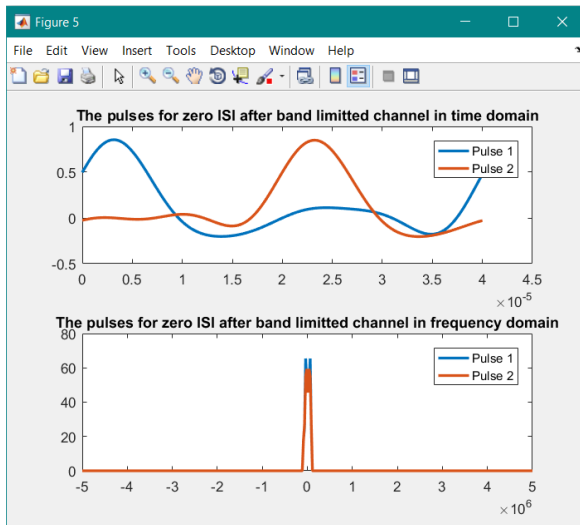 Figure 5
File Edit View Insert Tools Desktop Window Help
The pulses for zero ISI after band limitted channel in time domain
1
0.5
0
-0.5
Pulse 1
Pulse 2
0 0.5 1 1.5 2 2.5 3 3.5 4 4.5
×10-5
The pulses for zero ISI after band limitted channel in frequency domain
80
60
40
20
0
Pulse 1
Pulse 2
-5 -4 -3 -2 -1 0 1 2 3 4 5
×106